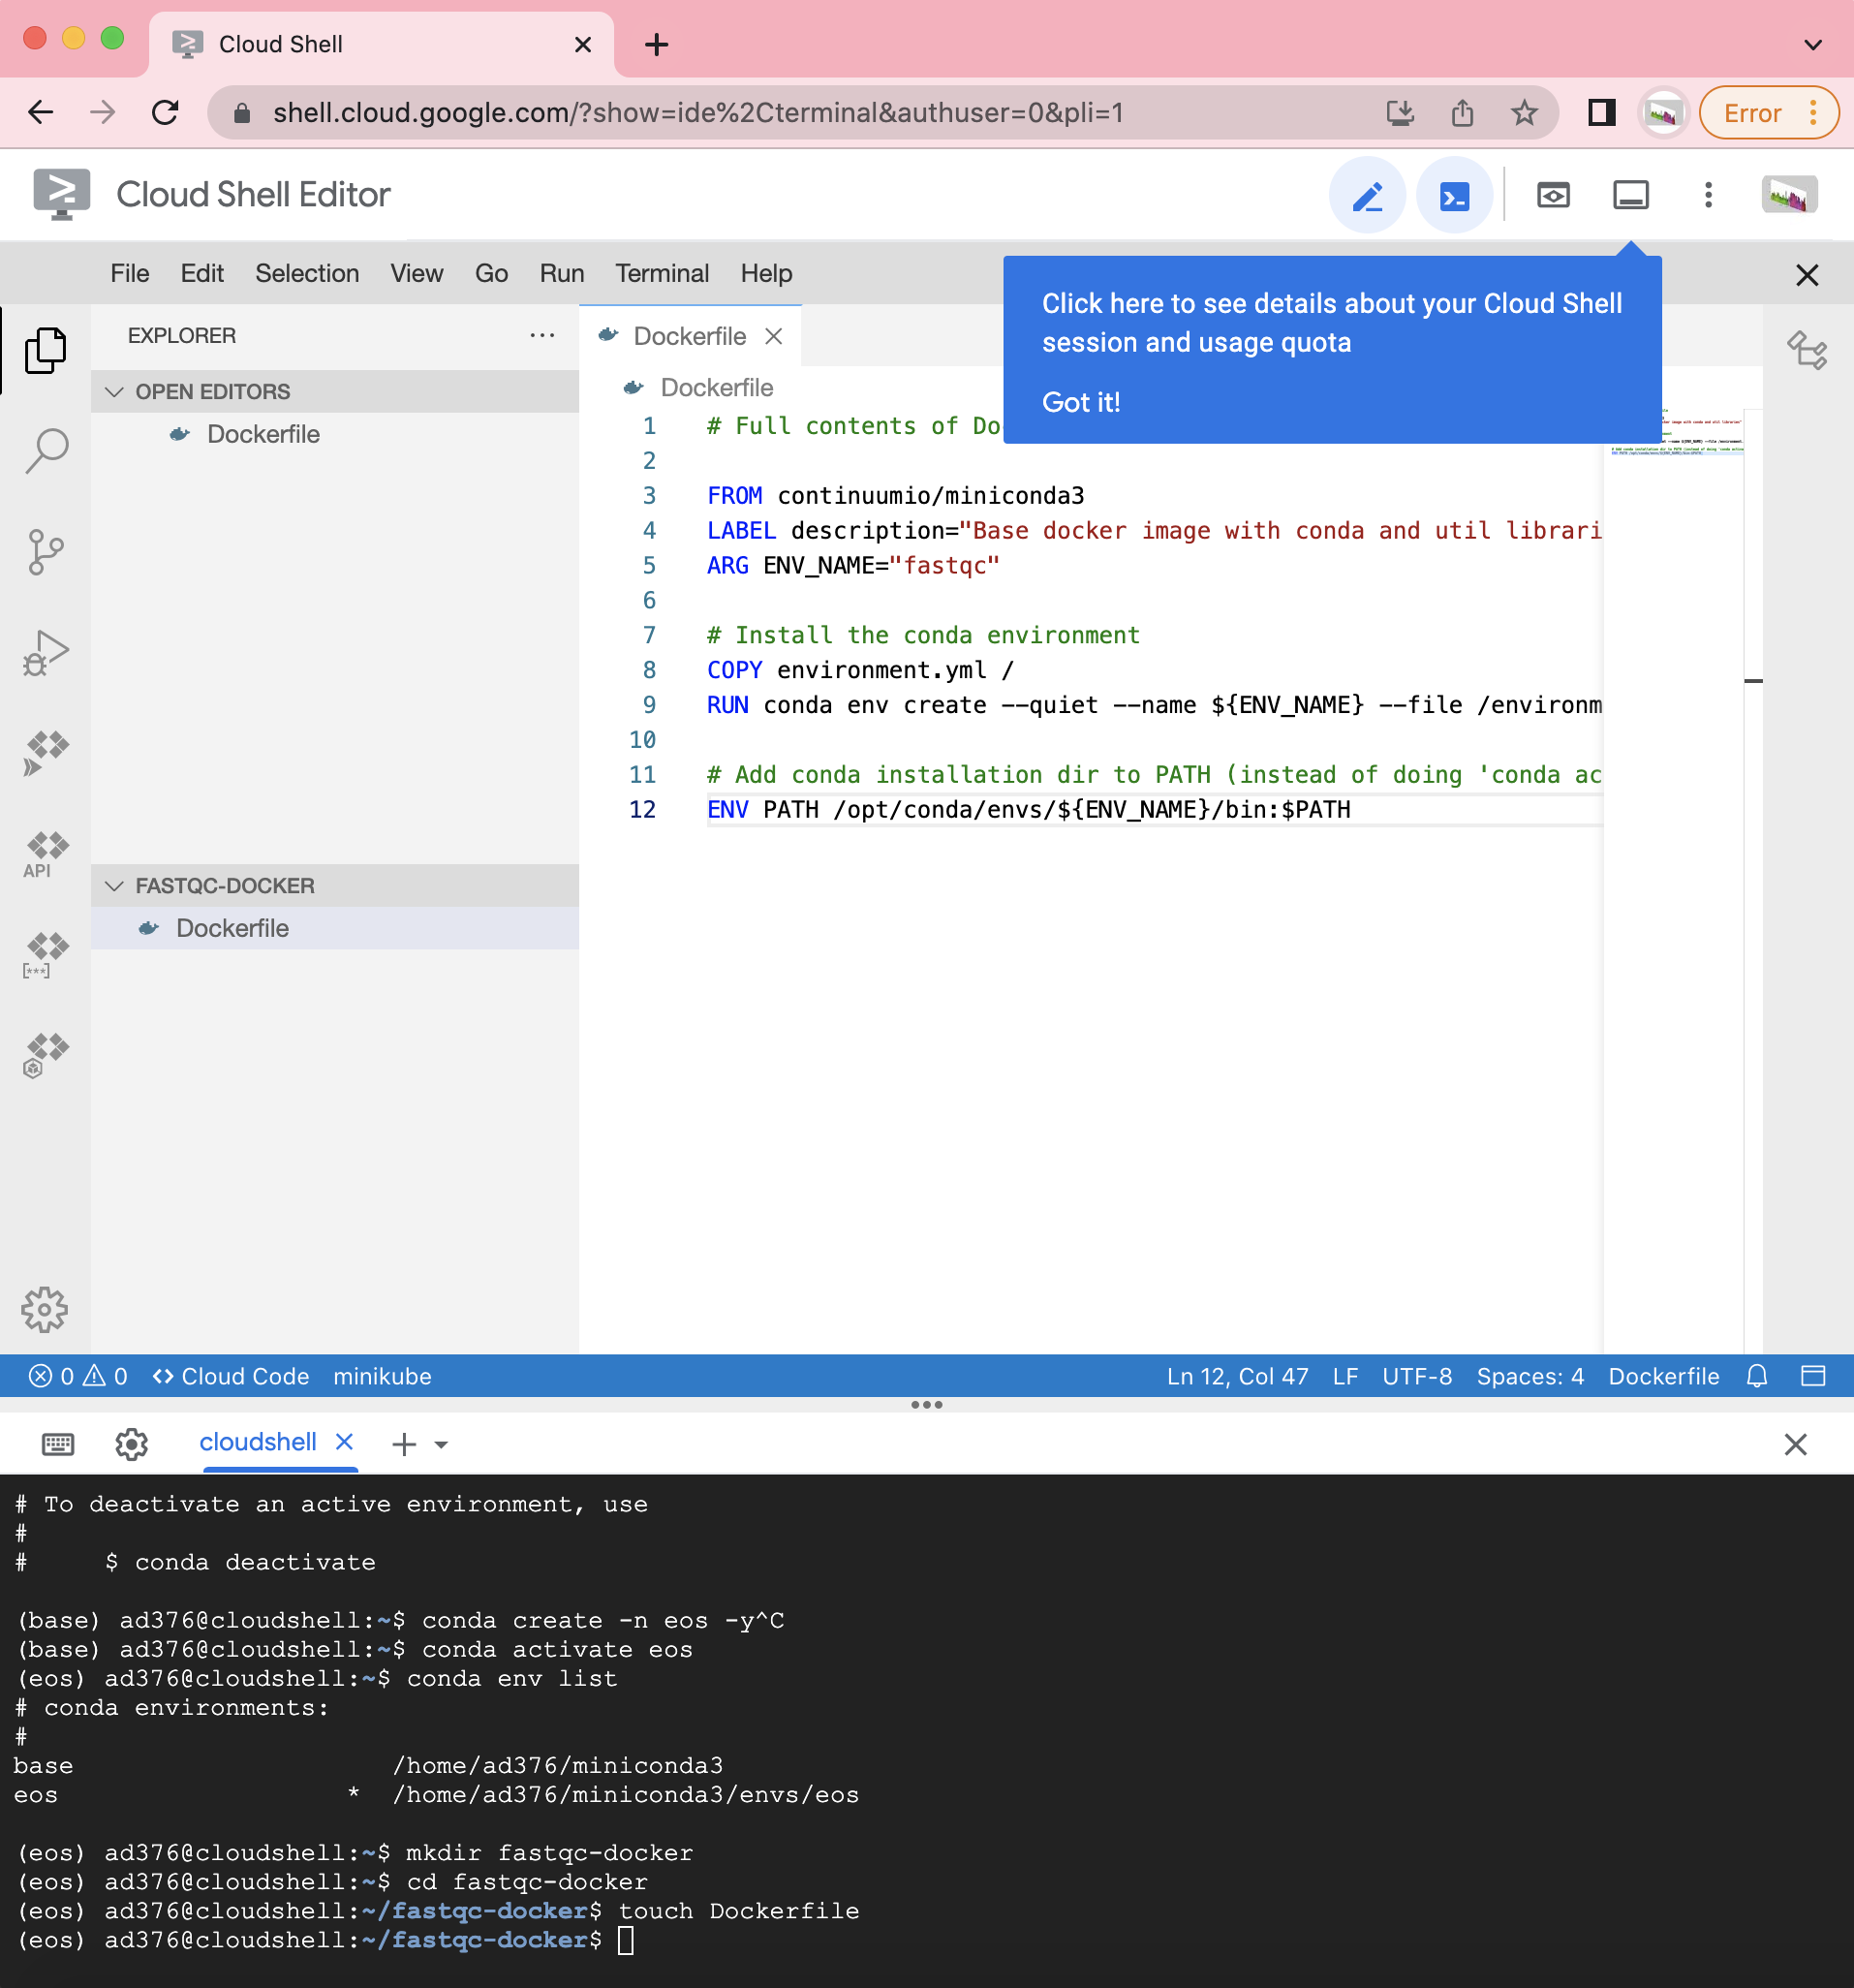 Cloud Shell
shell.cloud.google.com/?show=ide%2Cterminal&authuser=0&pli=1
Error
Cloud Shell Editor
File Edit Selection View Go Run Terminal Help
Click here to see details about your Cloud Shell
session and usage quota
Got it!
EXPLORER
OPEN EDITORS
Dockerfile
FASTQC-DOCKER
Dockerfile
API
[***]
Dockerfile
Dockerfile
1 # Full contents of Do
2
3 FROM continuumio/miniconda3
4 LABEL description="Base docker image with conda and util librari
5 ARG ENV_NAME="fastqc"
6
7 # Install the conda environment
8 COPY environment.yml /
9 RUN conda env create --quiet --name ${ENV_NAME} --file /environm
10
11 # Add conda installation dir to PATH (instead of doing 'conda ac
12 ENV PATH /opt/conda/envs/${ENV_NAME}/bin:$PATH
0 0 Cloud Code minikube Ln 12, Col 47 LF UTF-8 Spaces: 4 Dockerfile
cloudshell
# To deactivate an active environment, use
#
#     $ conda deactivate
(base) ad376@cloudshell:~$ conda create -n eos -y^C
(base) ad376@cloudshell:~$ conda activate eos
(eos) ad376@cloudshell:~$ conda env list
# conda environments:
#
base                     /home/ad376/miniconda3
eos                   *  /home/ad376/miniconda3/envs/eos
(eos) ad376@cloudshell:~$ mkdir fastqc-docker
(eos) ad376@cloudshell:~$ cd fastqc-docker
(eos) ad376@cloudshell:~/fastqc-docker$ touch Dockerfile
(eos) ad376@cloudshell:~/fastqc-docker$